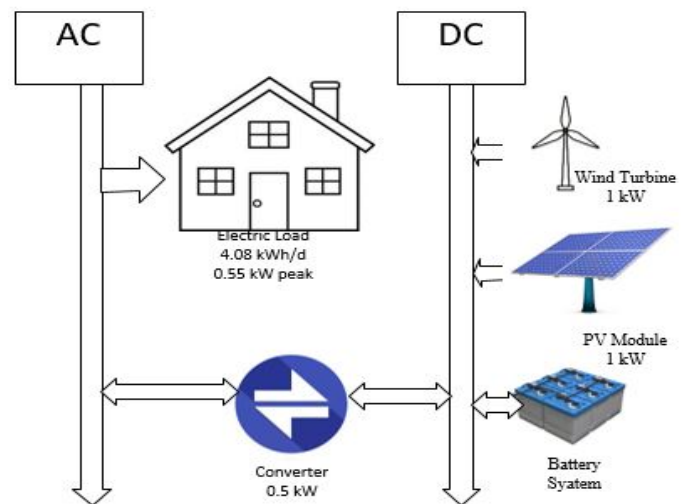 AC
DC
Electric Load
4.08 kWh/d
0.55 kW peak
Wind Turbine
1 kW
PV Module
1 kW
Converter
0.5 kW
Battery
Syatem